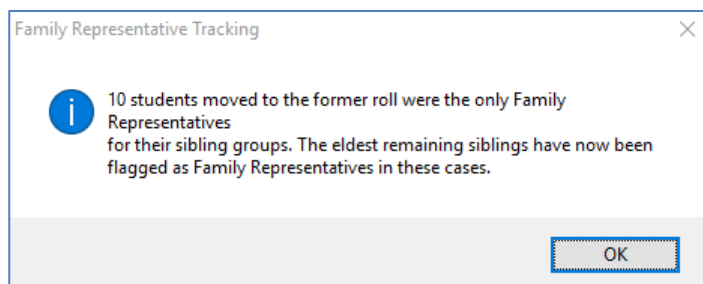 Family Representative Tracking
10 students moved to the former roll were the only Family
Representatives
for their sibling groups. The eldest remaining siblings have now been
flagged as Family Representatives in these cases.
OK